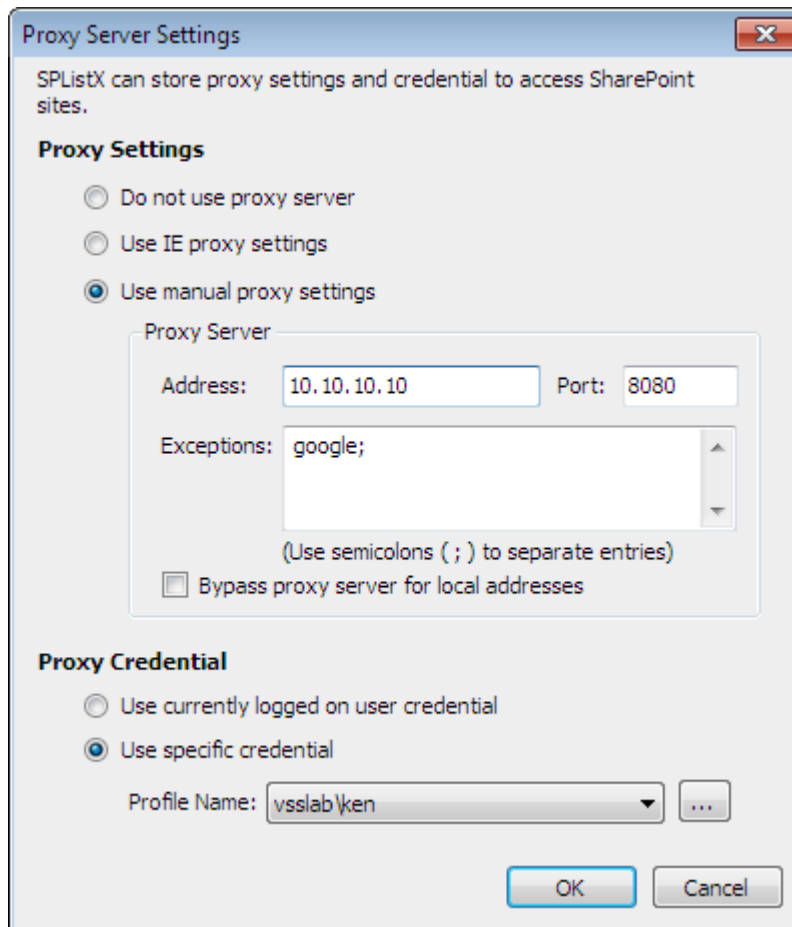 Proxy Server Settings
SPListX can store proxy settings and credential to access SharePoint
sites.
Proxy Settings
Do not use proxy server
Use IE proxy settings
Use manual proxy settings
Proxy Server
Address: 10.10.10.10 Port: 8080
Exceptions: google;
(Use semicolons ( ; ) to separate entries)
Bypass proxy server for local addresses
Proxy Credential
Use currently logged on user credential
Use specific credential
Profile Name: vsslab\ken ...
OK Cancel